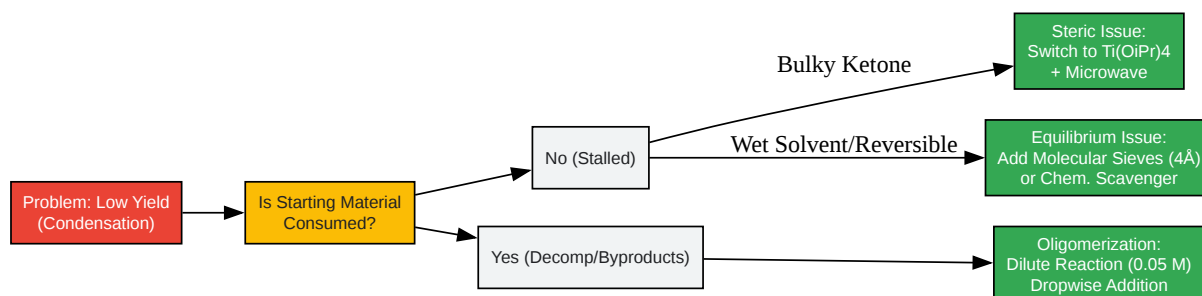 Problem: Low Yield
(Condensation)
Is Starting Material
Consumed?
No (Stalled)
Yes (Decomp/Byproducts)
Bulky Ketone
Wet Solvent/Reversible
Steric Issue:
Switch to Ti(OiPr)4
+ Microwave
Equilibrium Issue:
Add Molecular Sieves (4Å)
or Chem. Scavenger
Oligomerization:
Dilute Reaction (0.05 M)
Dropwise Addition